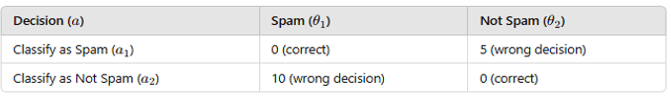 Decision (a) Spam (θ₁) Not Spam (θ₂)
Classify as Spam (a₁) 0 (correct) 5 (wrong decision)
Classify as Not Spam (a₂) 10 (wrong decision) 0 (correct)